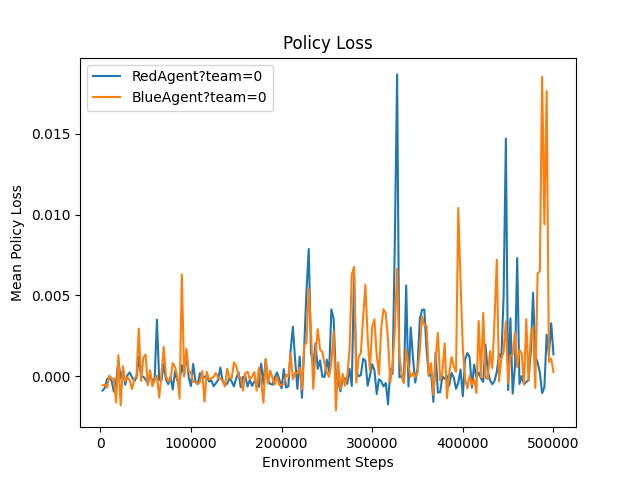 Policy Loss
RedAgent?team=0
BlueAgent?team=0
Mean Policy Loss
0.015
0.010
0.005
0.000
0
100000
200000
300000
400000
500000
Environment Steps